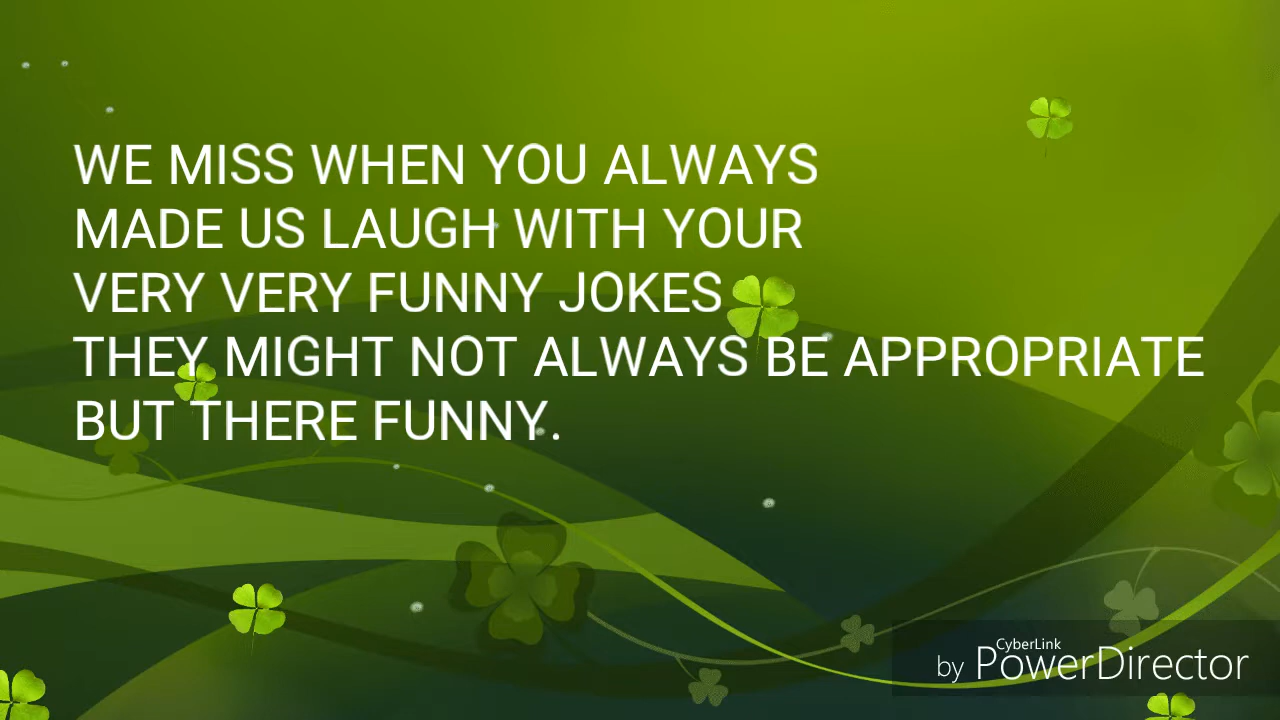 WE MISS WHEN YOU ALWAYS
MADE US LAUGH WITH YOUR
VERY VERY FUNNY JOKES
THEY MIGHT NOT ALWAYS BE APPROPRIATE
BUT THERE FUNNY.
CyberLink
by PowerDirector